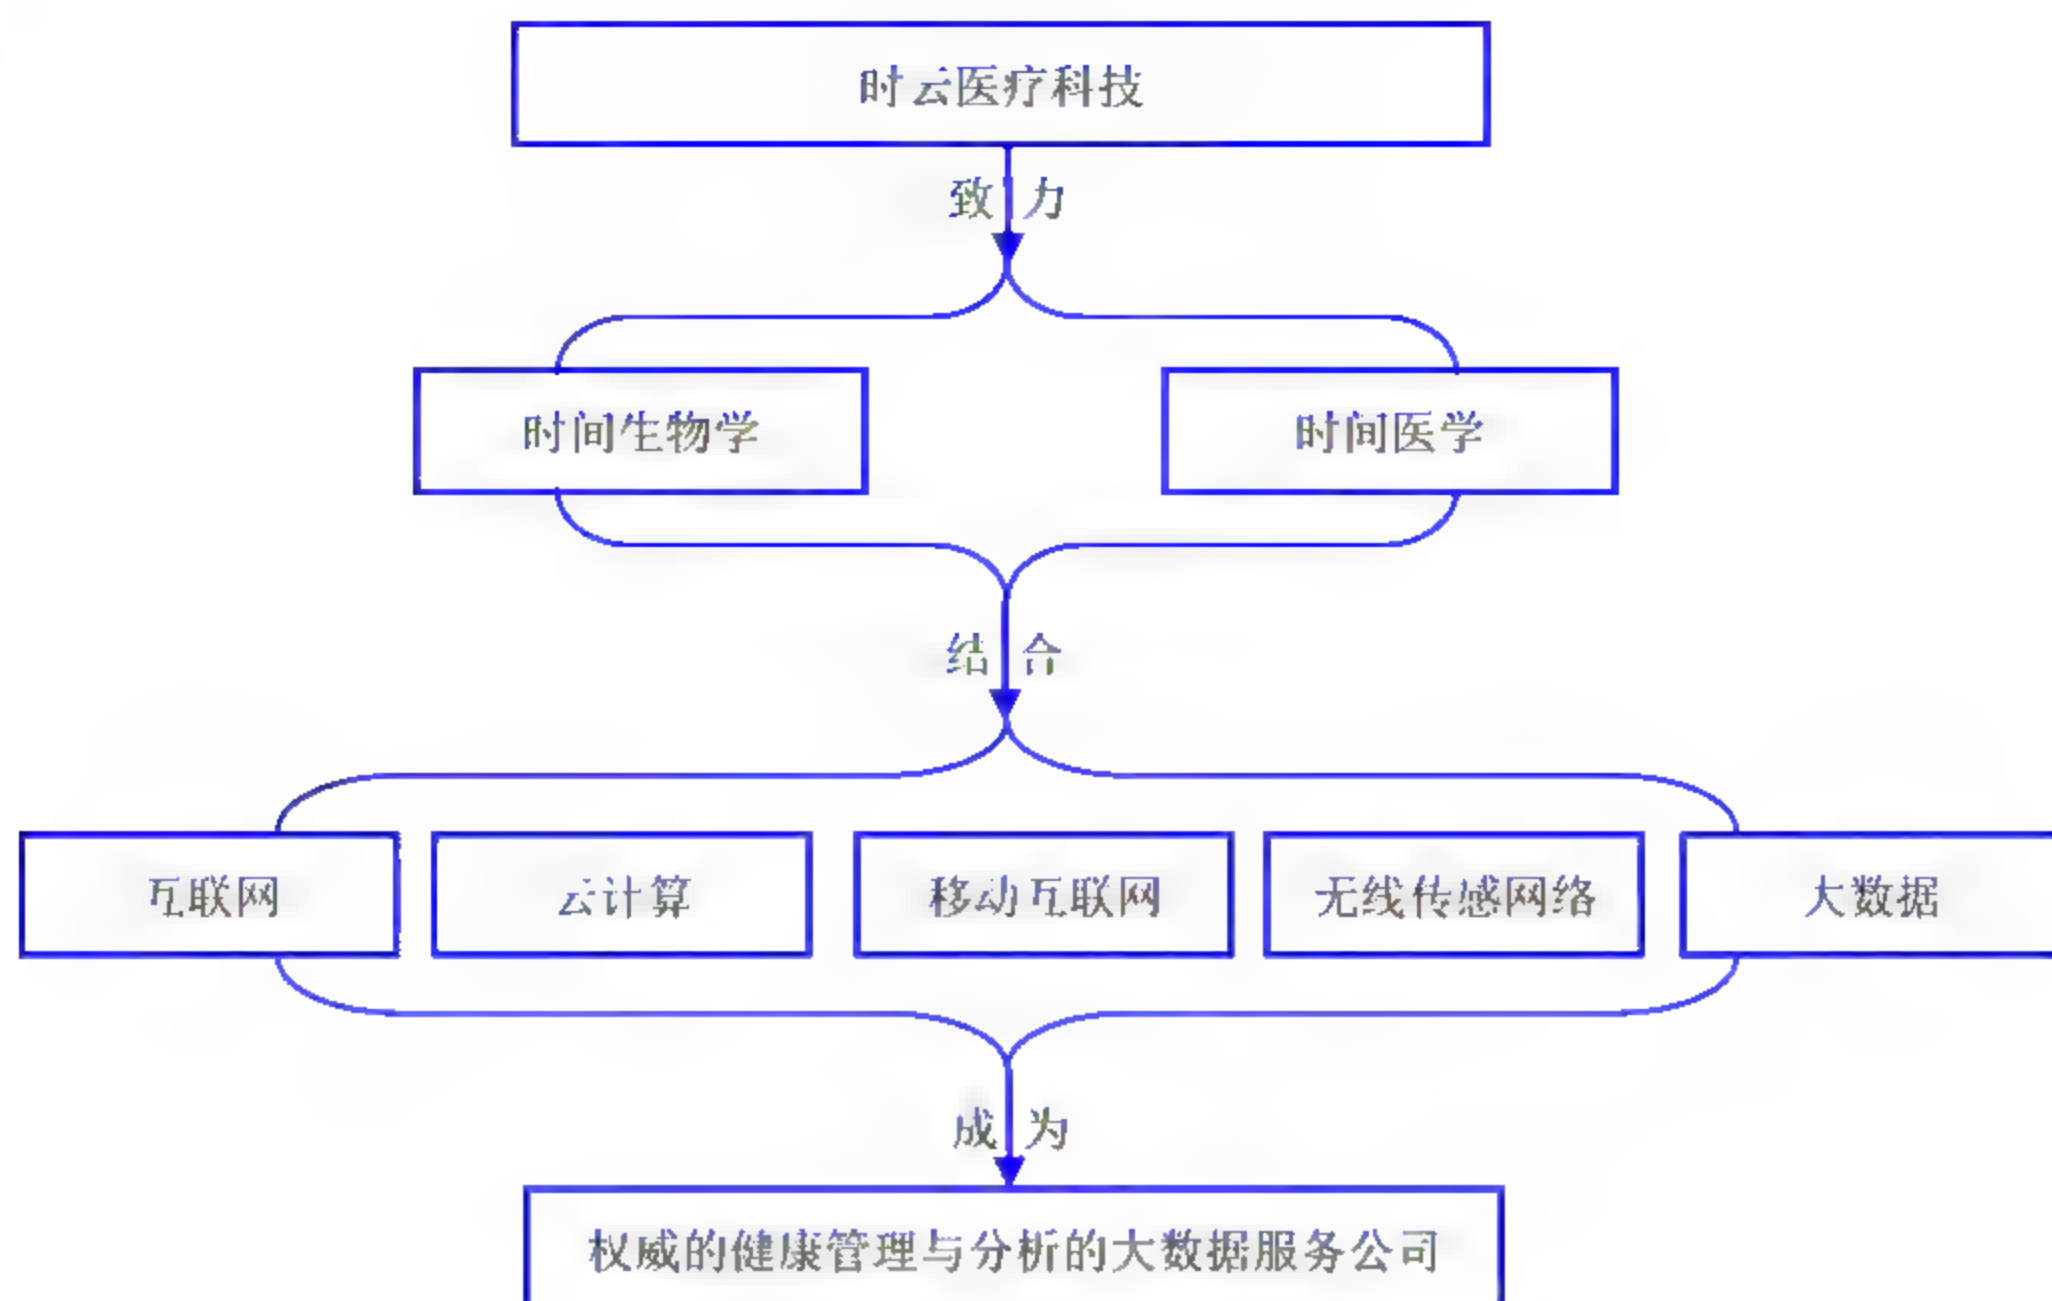 时云医疗科技
致力
时间生物学
时间医学
结合
互联网
云计算
移动互联网
无线传感网络
大数据
成为
权威的健康管理与分析的大数据服务公司